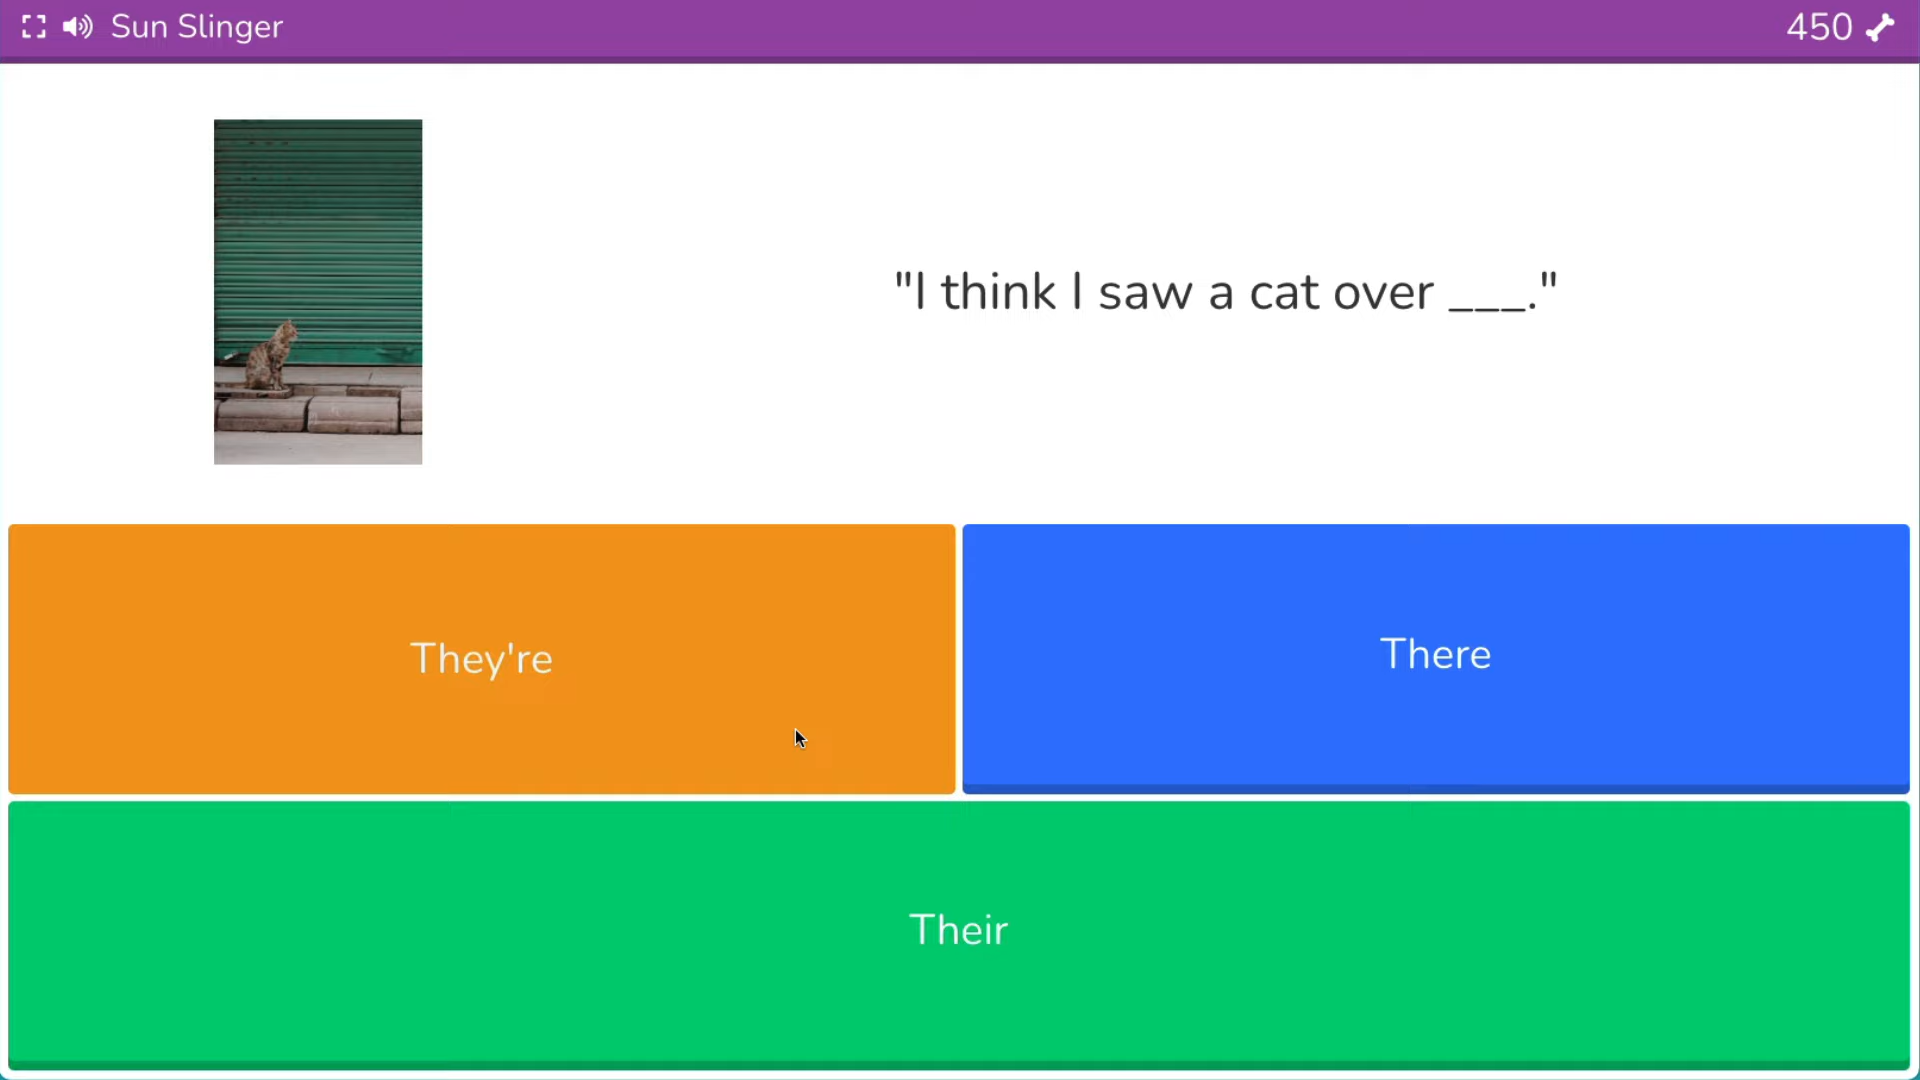 Sun Slinger
450
"I think I saw a cat over ___."
They're
There
Their